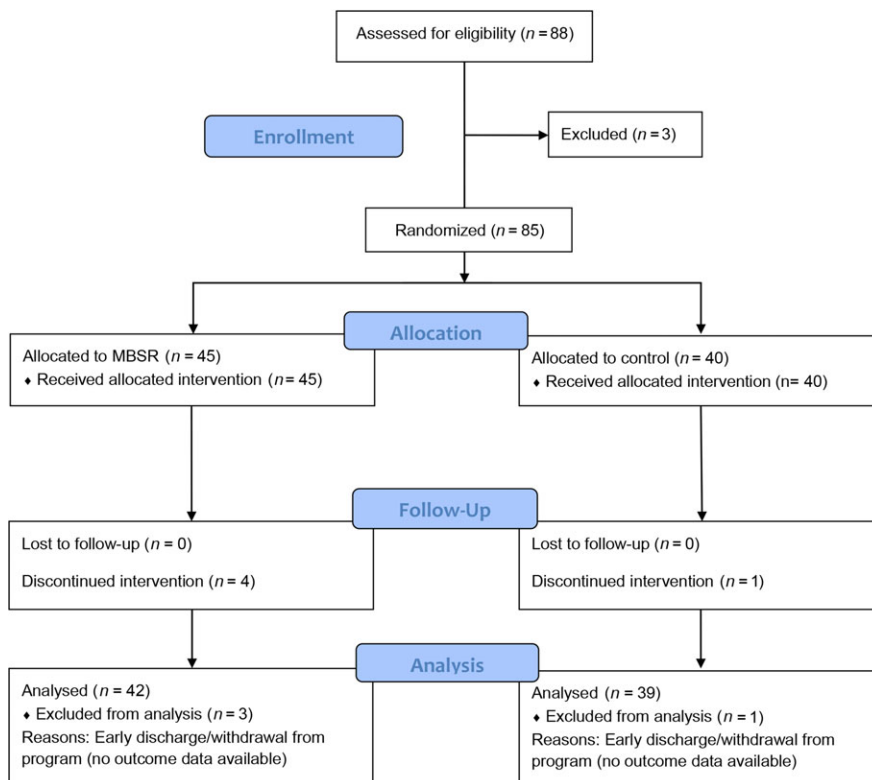 Assessed for eligibility (n = 88)
Enrollment
Excluded (n = 3)
Randomized (n = 85)
Allocation
Allocated to MBSR (n = 45)
♦ Received allocated intervention (n = 45)
Allocated to control (n = 40)
♦ Received allocated intervention (n= 40)
Follow-Up
Lost to follow-up (n = 0)
Discontinued intervention (n = 4)
Lost to follow-up (n = 0)
Discontinued intervention (n = 1)
Analysis
Analysed (n = 42)
♦ Excluded from analysis (n = 3)
Reasons: Early discharge/withdrawal from
program (no outcome data available)
Analysed (n = 39)
♦ Excluded from analysis (n = 1)
Reasons: Early discharge/withdrawal from
program (no outcome data available)